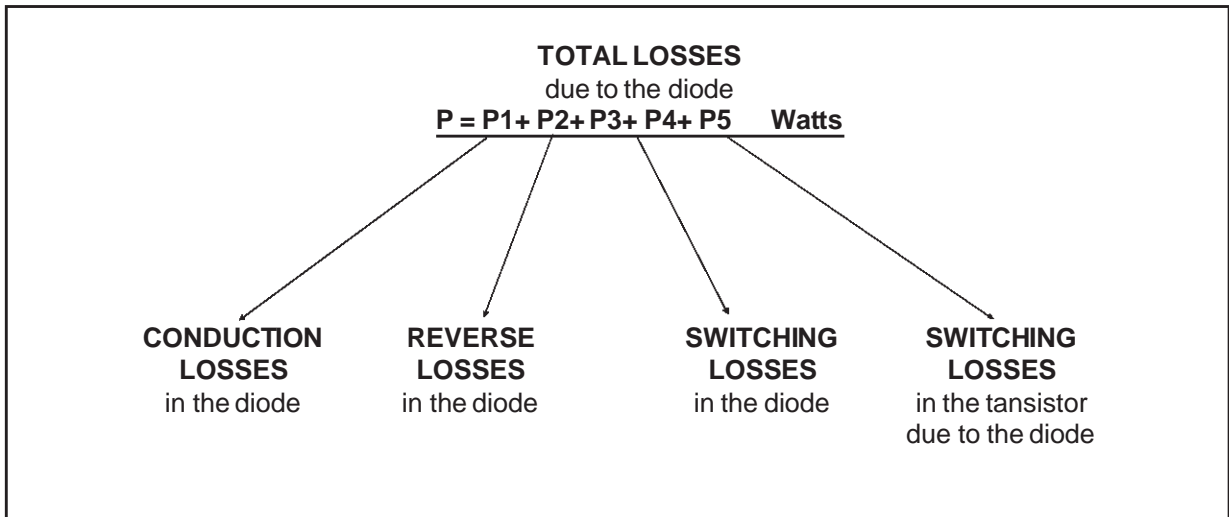 TOTAL LOSSES
due to the diode
P = P1+ P2+ P3+ P4+ P5 Watts
CONDUCTION
LOSSES
in the diode
REVERSE
LOSSES
in the diode
SWITCHING
LOSSES
in the diode
SWITCHING
LOSSES
in the tansistor
due to the diode